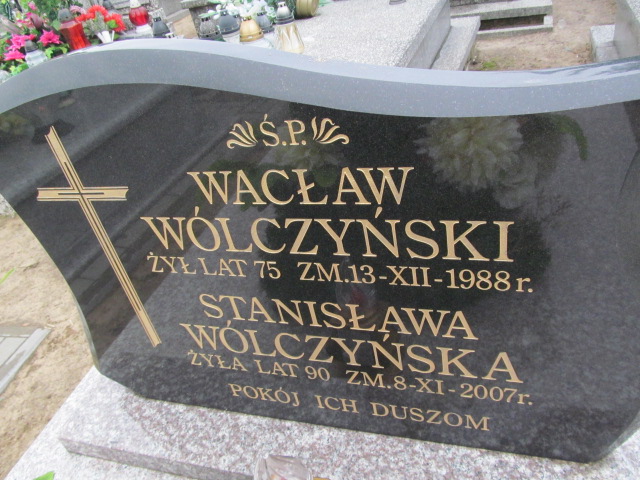 Ś.P.
WACŁAW
WÓLCZYŃSKI
ŻYŁ LAT 75 ZM.13-XII-1988r.
STANISŁAWA
WÓLCZYŃSKA
ŻYŁA LAT 90 ZM.8-XI-2007r.
POKÓJ ICH DUSZOM